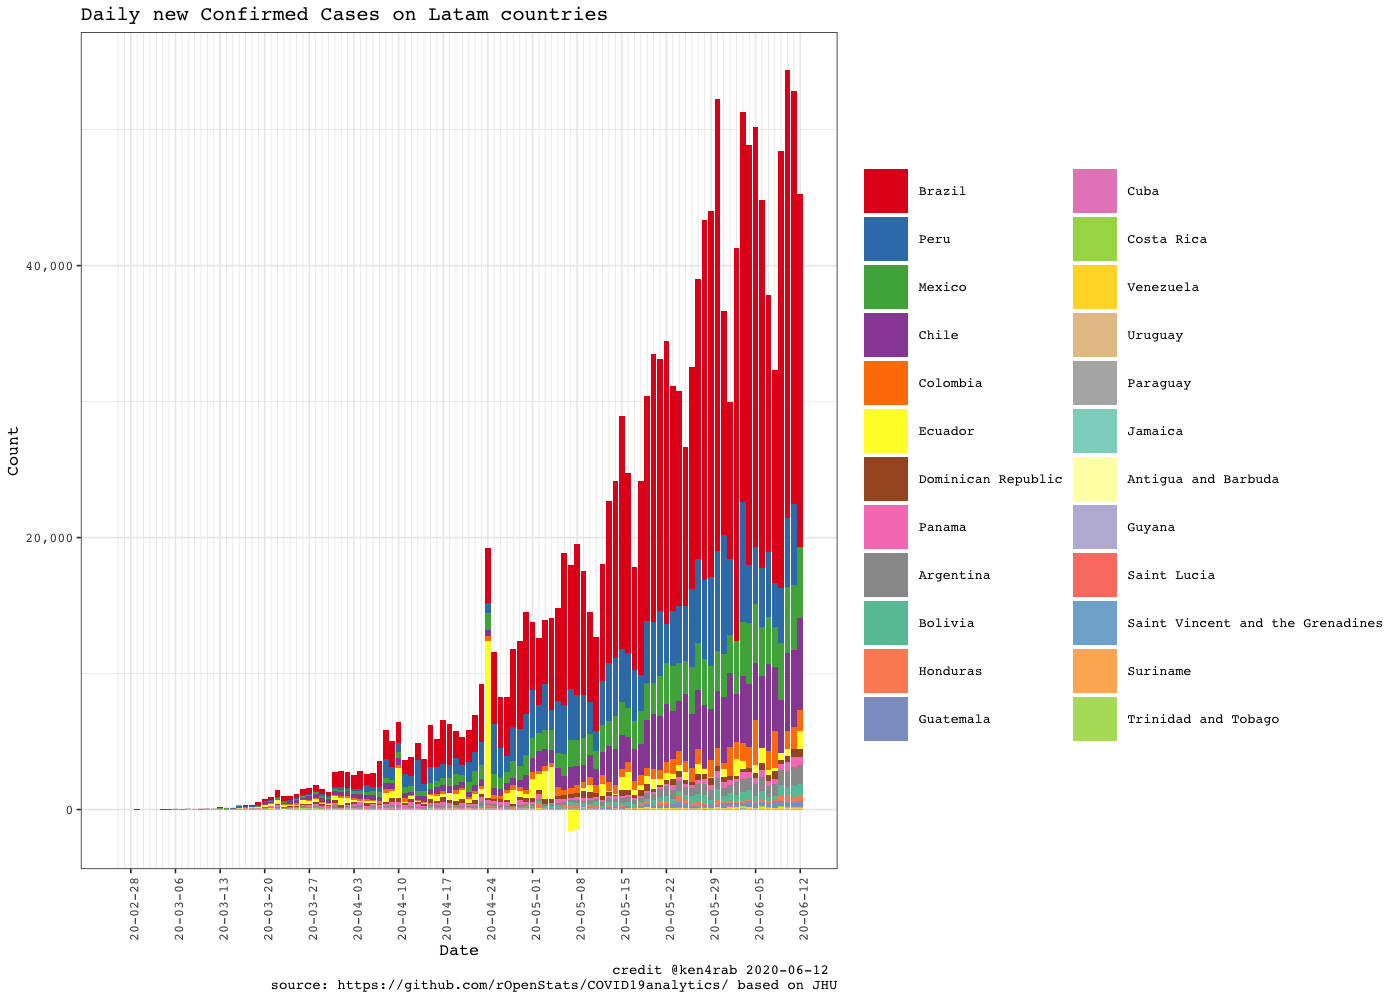 Daily new Confirmed Cases on Latam countries
Count
40,000
20,000
0
20-02-28
20-03-06
20-03-13
20-03-20
20-03-27
20-04-03
20-04-10
20-04-17
20-04-24
20-05-01
20-05-08
20-05-15
20-05-22
20-05-29
20-06-05
20-06-12
Date
Brazil
Peru
Mexico
Chile
Colombia
Ecuador
Dominican Republic
Panama
Argentina
Bolivia
Honduras
Guatemala
Cuba
Costa Rica
Venezuela
Uruguay
Paraguay
Jamaica
Antigua and Barbuda
Guyana
Saint Lucia
Saint Vincent and the Grenadines
Suriname
Trinidad and Tobago
credit @ken4rab 2020-06-12
source: https://github.com/rOpenStats/COVID19analytics/ based on JHU